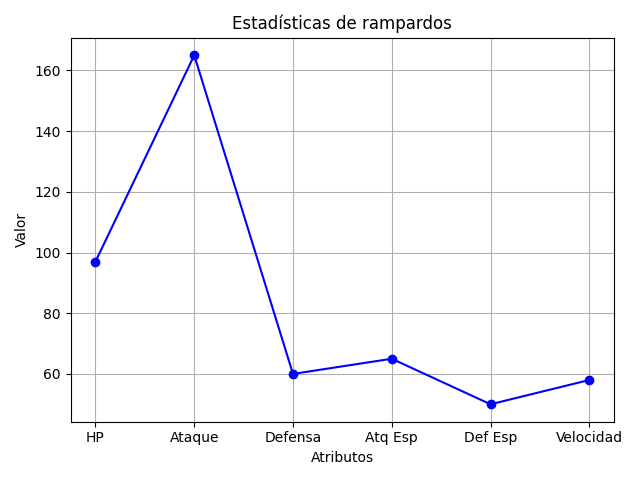 Estadísticas de rampardos
Valor
160
140
120
100
80
60
HP Ataque Defensa Atq Esp Def Esp Velocidad
Atributos